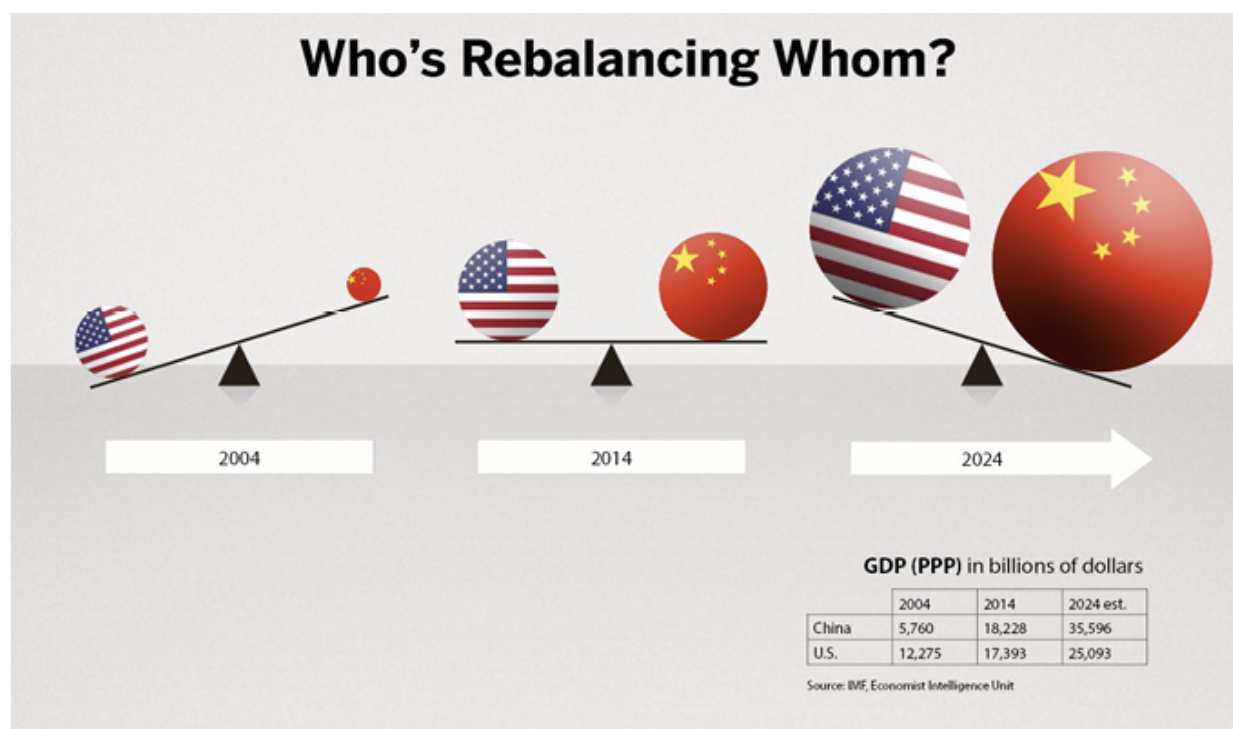 Who's Rebalancing Whom?
2004
2014
2024
GDP (PPP) in billions of dollars
2004 2014 2024 est.
China 5,760 18,228 35,596
U.S. 12,275 17,393 25,093
Source: IMF, Economist Intelligence Unit